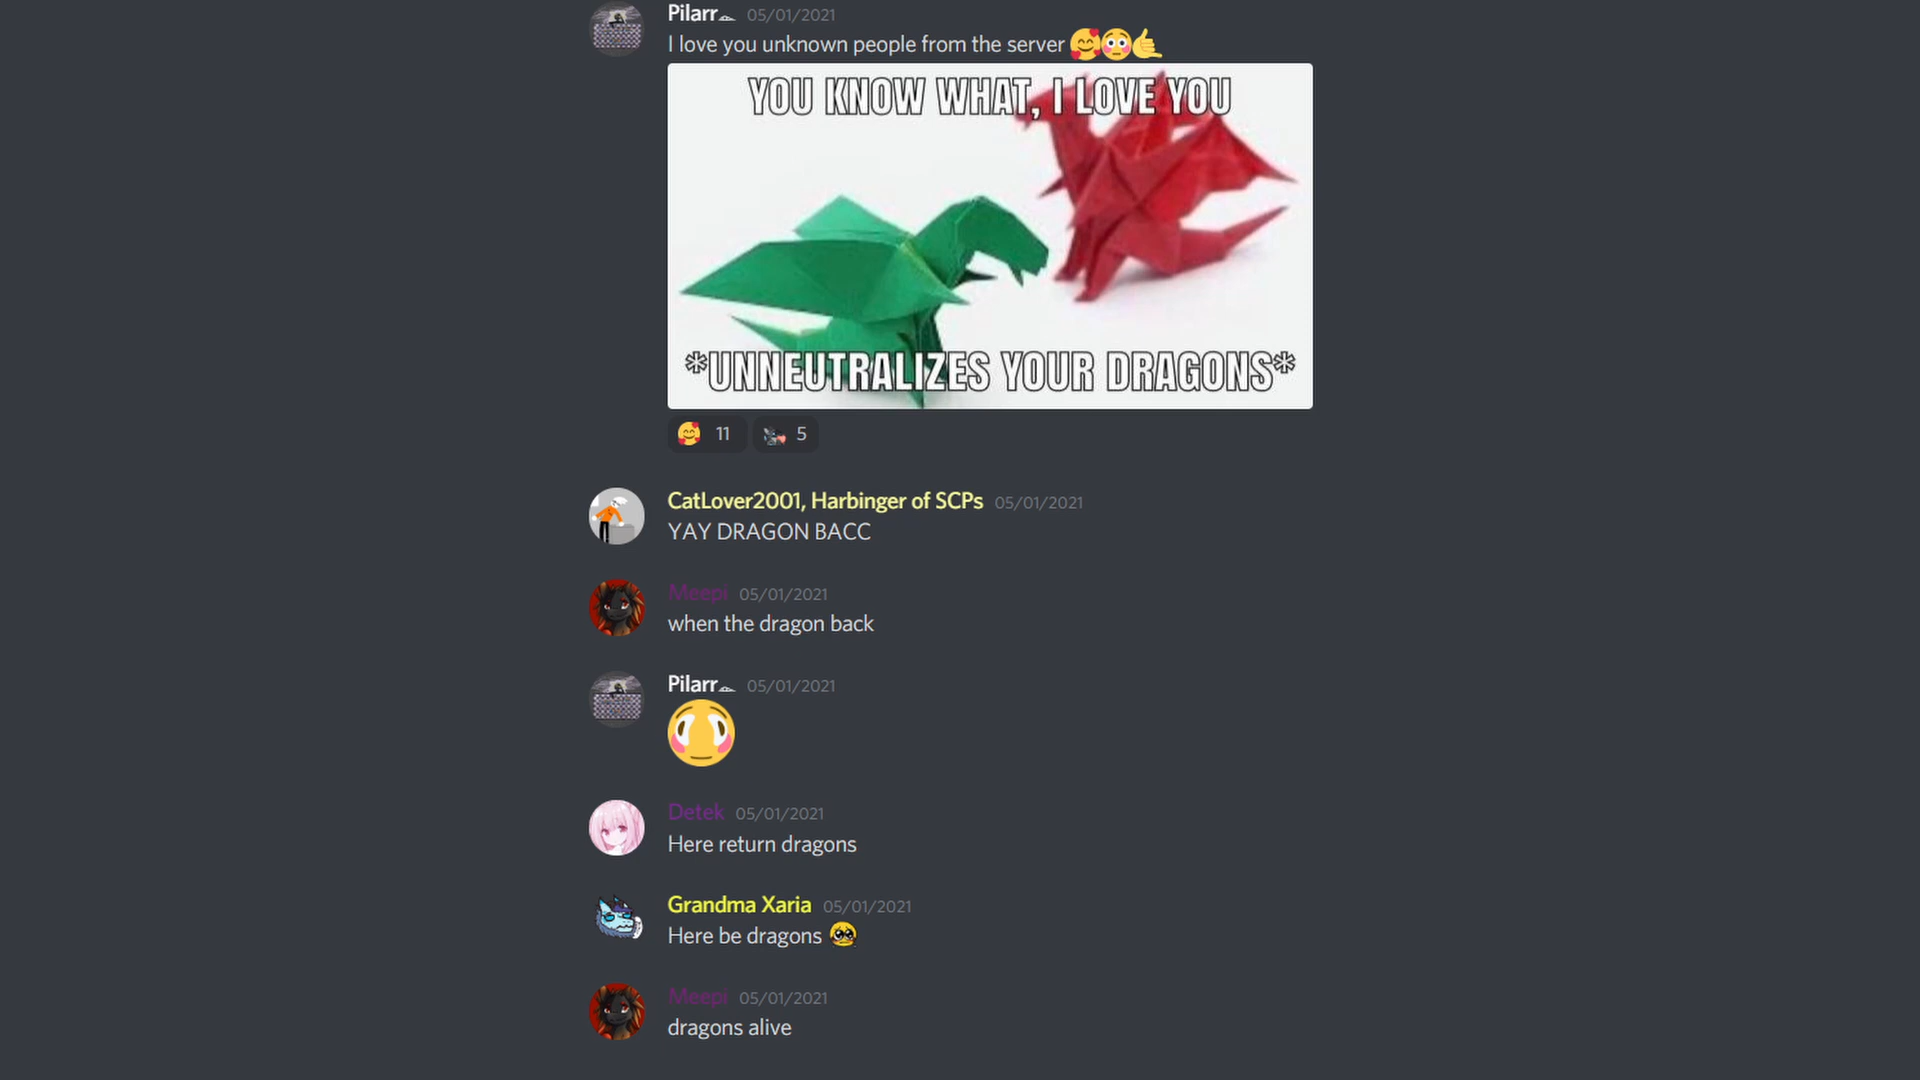 Pilarr 05/01/2021
I love you unknown people from the server
YOU KNOW WHAT, I LOVE YOU
*UNNEUTRALIZES YOUR DRAGONS*
11 5
CatLover2001, Harbinger of SCPs 05/01/2021
YAY DRAGON BACC
Meepi 05/01/2021
when the dragon back
Pilarr 05/01/2021
Detek 05/01/2021
Here return dragons
Grandma Xaria 05/01/2021
Here be dragons
Meepi 05/01/2021
dragons alive